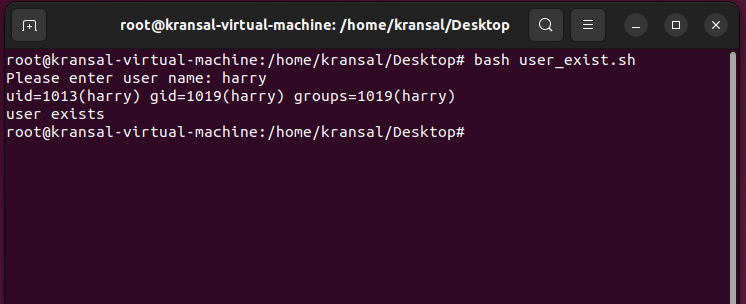 root@kransal-virtual-machine: /home/kransal/Desktop
root@kransal-virtual-machine:/home/kransal/Desktop# bash user_exist.sh
Please enter user name: harry
uid=1013(harry) gid=1019(harry) groups=1019(harry)
user exists
root@kransal-virtual-machine:/home/kransal/Desktop#